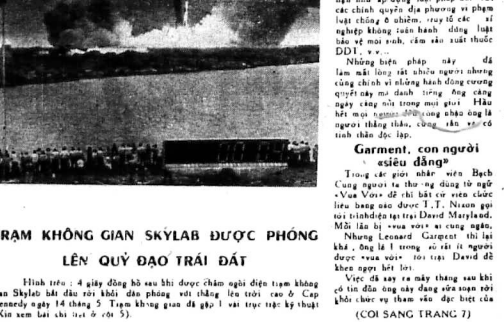 TRẠM KHÔNG GIAN SKYLAB ĐƯỢC PHÓNG
LÊN QUỸ ĐẠO TRÁI ĐẤT
Hình trên : 4 giây đồng hồ sau khi được châm ngòi điện trạm không
Skylab bắt đầu rời khỏi dàn phóng vút thẳng lên trời cao ở Cap
Kennedy ngày 14 tháng 5 Trạm không gian đã gặp 1 vài trục trặc kỹ thuật
(Xin xem bài chi tiết ở cột 5).
các chính quyền địa phương vi phạm
luật chống ô nhiễm, truy tố các xí
nghiệp không tuân hành đúng luật
bảo vệ môi sinh, cấm sản xuất thuốc
DDT, v.v...
Những biện pháp này đã
làm mất lòng rất nhiều người nhưng
cũng chính vì những hành động cương
quyết này mà danh tiếng ông càng
ngày càng nổi trong mọi giới Hầu
hết mọi người đều công nhận ông là
người thẳng thắn, cứng rắn và có
tinh thần độc lập.
Garment, con người
«siêu đẳng»
Trong các giới nhân viên Bạch
Cung người ta thường dùng từ ngữ
«Vua Vời» để chỉ bất cứ viên chức
liêu bang nào được T.T. Nixon gọi
tới trình diện tại trại David Maryland.
Mỗi lần bị «vua vời» ai cũng ngán,
Nhưng Leonard Garment thì lại
khá, ông là 1 trong số rất ít người
được «vua vời» tới trại David để
khen ngợi hết lời.
Việc đã xảy ra mấy tháng sau khi
có tin đồn ông này đang sửa soạn rời
khỏi chức vụ tham vấn đặc biệt của
(COI SANG TRANG 7)